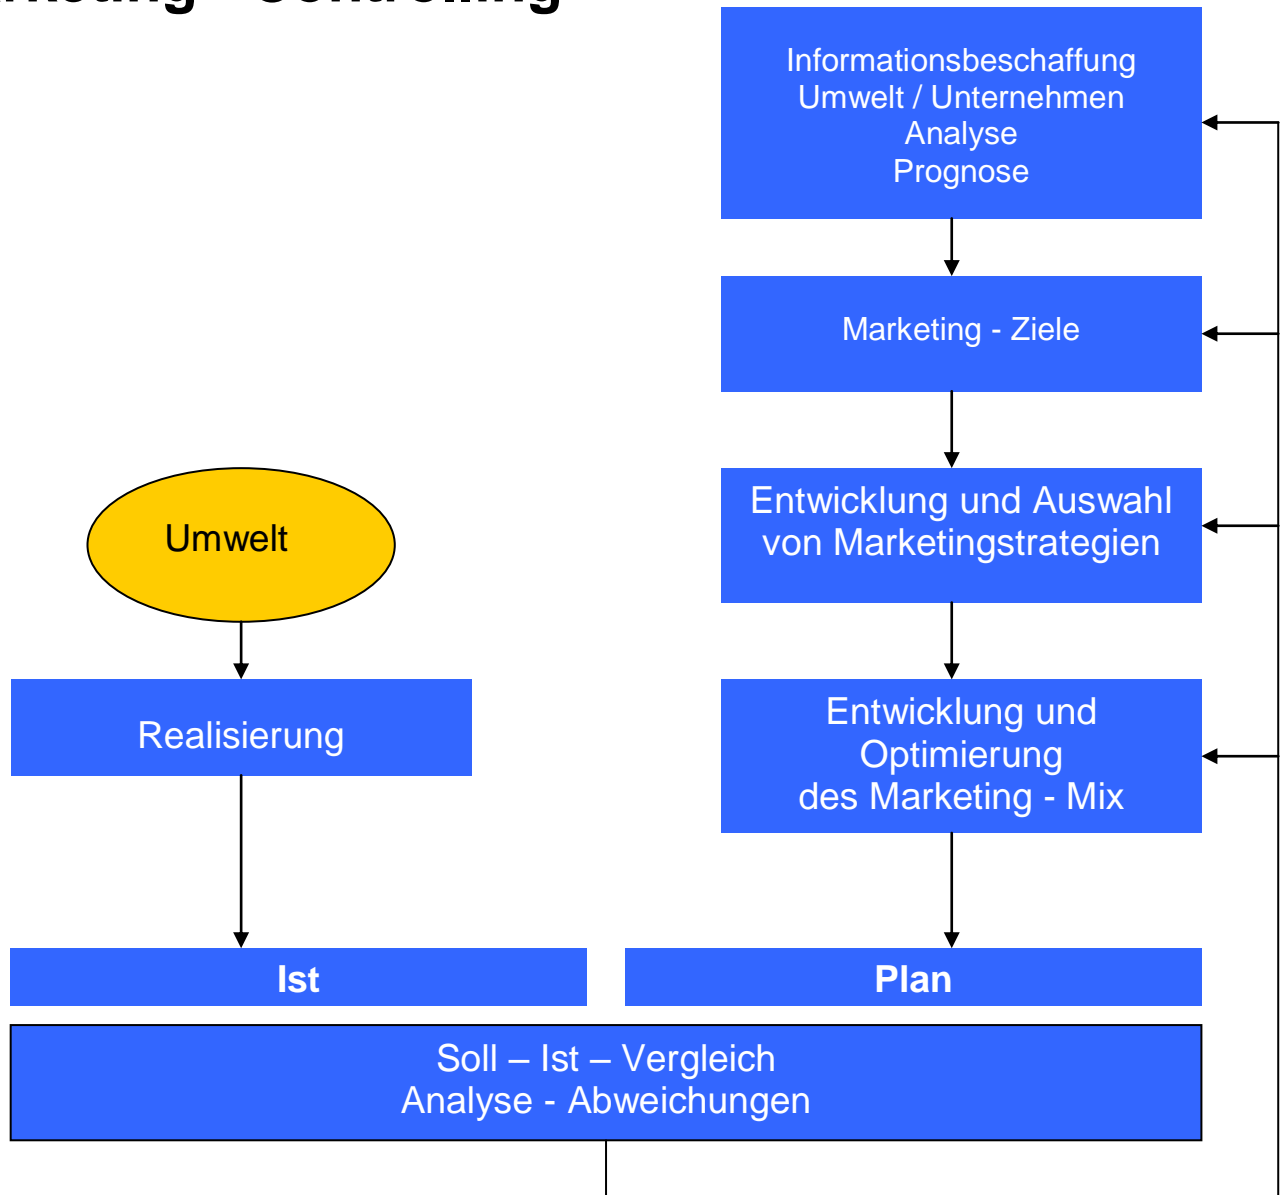 Controlling
Informationsbeschaffung
Umwelt / Unternehmen
Analyse
Prognose
Marketing - Ziele
Entwicklung und Auswahl
von Marketingstrategien
Umwelt
Realisierung
Entwicklung und
Optimierung
des Marketing - Mix
Ist
Plan
Soll – Ist – Vergleich
Analyse - Abweichungen